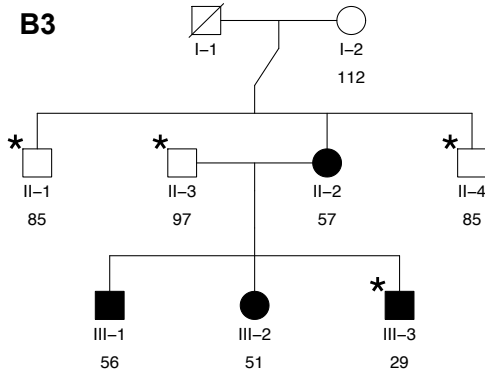 B3
I-1
I-2
112
* * *
II-1 II-3 II-2 II-4
85 97 57 85
*
III-1 III-2 III-3
56 51 29